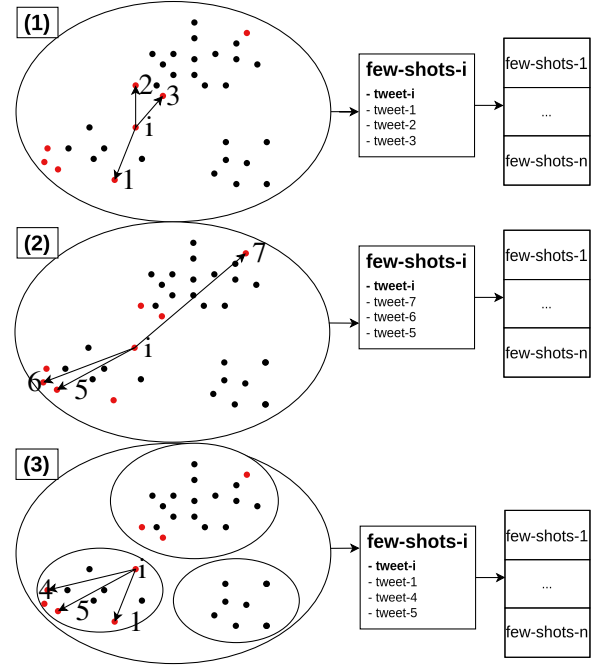 (1)
2
3
i
1
few-shots-i
- tweet-i
- tweet-1
- tweet-2
- tweet-3
few-shots-1
...
few-shots-n
(2)
7
i
6
5
few-shots-i
- tweet-i
- tweet-7
- tweet-6
- tweet-5
few-shots-1
...
few-shots-n
(3)
i
4
5
1
few-shots-i
- tweet-i
- tweet-1
- tweet-4
- tweet-5
few-shots-1
...
few-shots-n